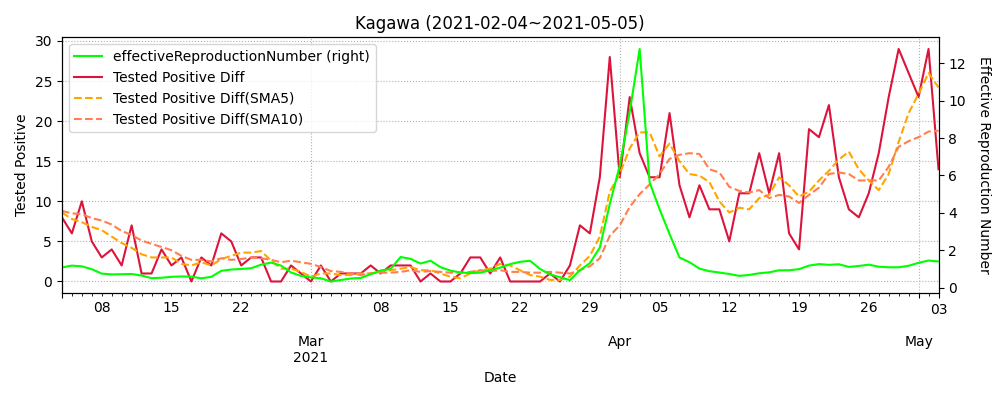 Kagawa (2021-02-04~2021-05-05)
effectiveReproductionNumber (right)
Tested Positive Diff
Tested Positive Diff(SMA5)
Tested Positive Diff(SMA10)
Tested Positive
30
25
20
15
10
5
0
Effective Reproduction Number
12
10
8
6
4
2
0
08 15 22 08 15 22 29 05 12 19 26 03
Mar Apr May
2021
Date